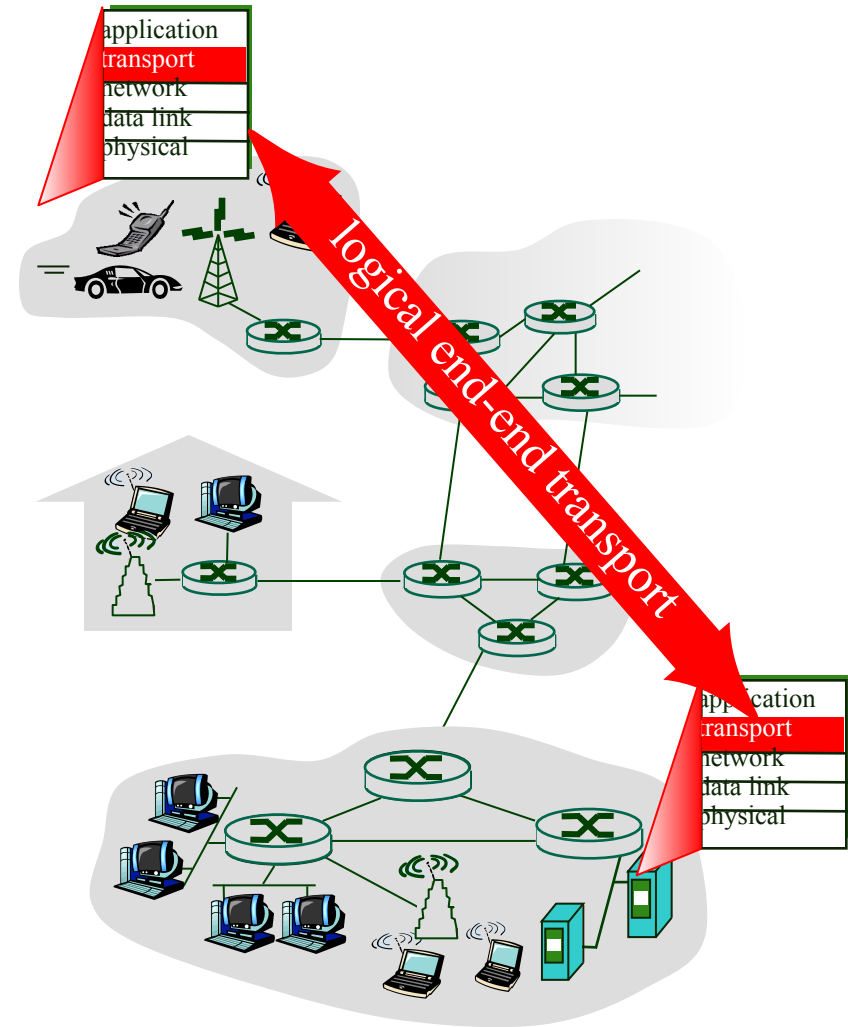 application
transport
network
data link
physical
logical end-end transport
application
transport
network
data link
physical